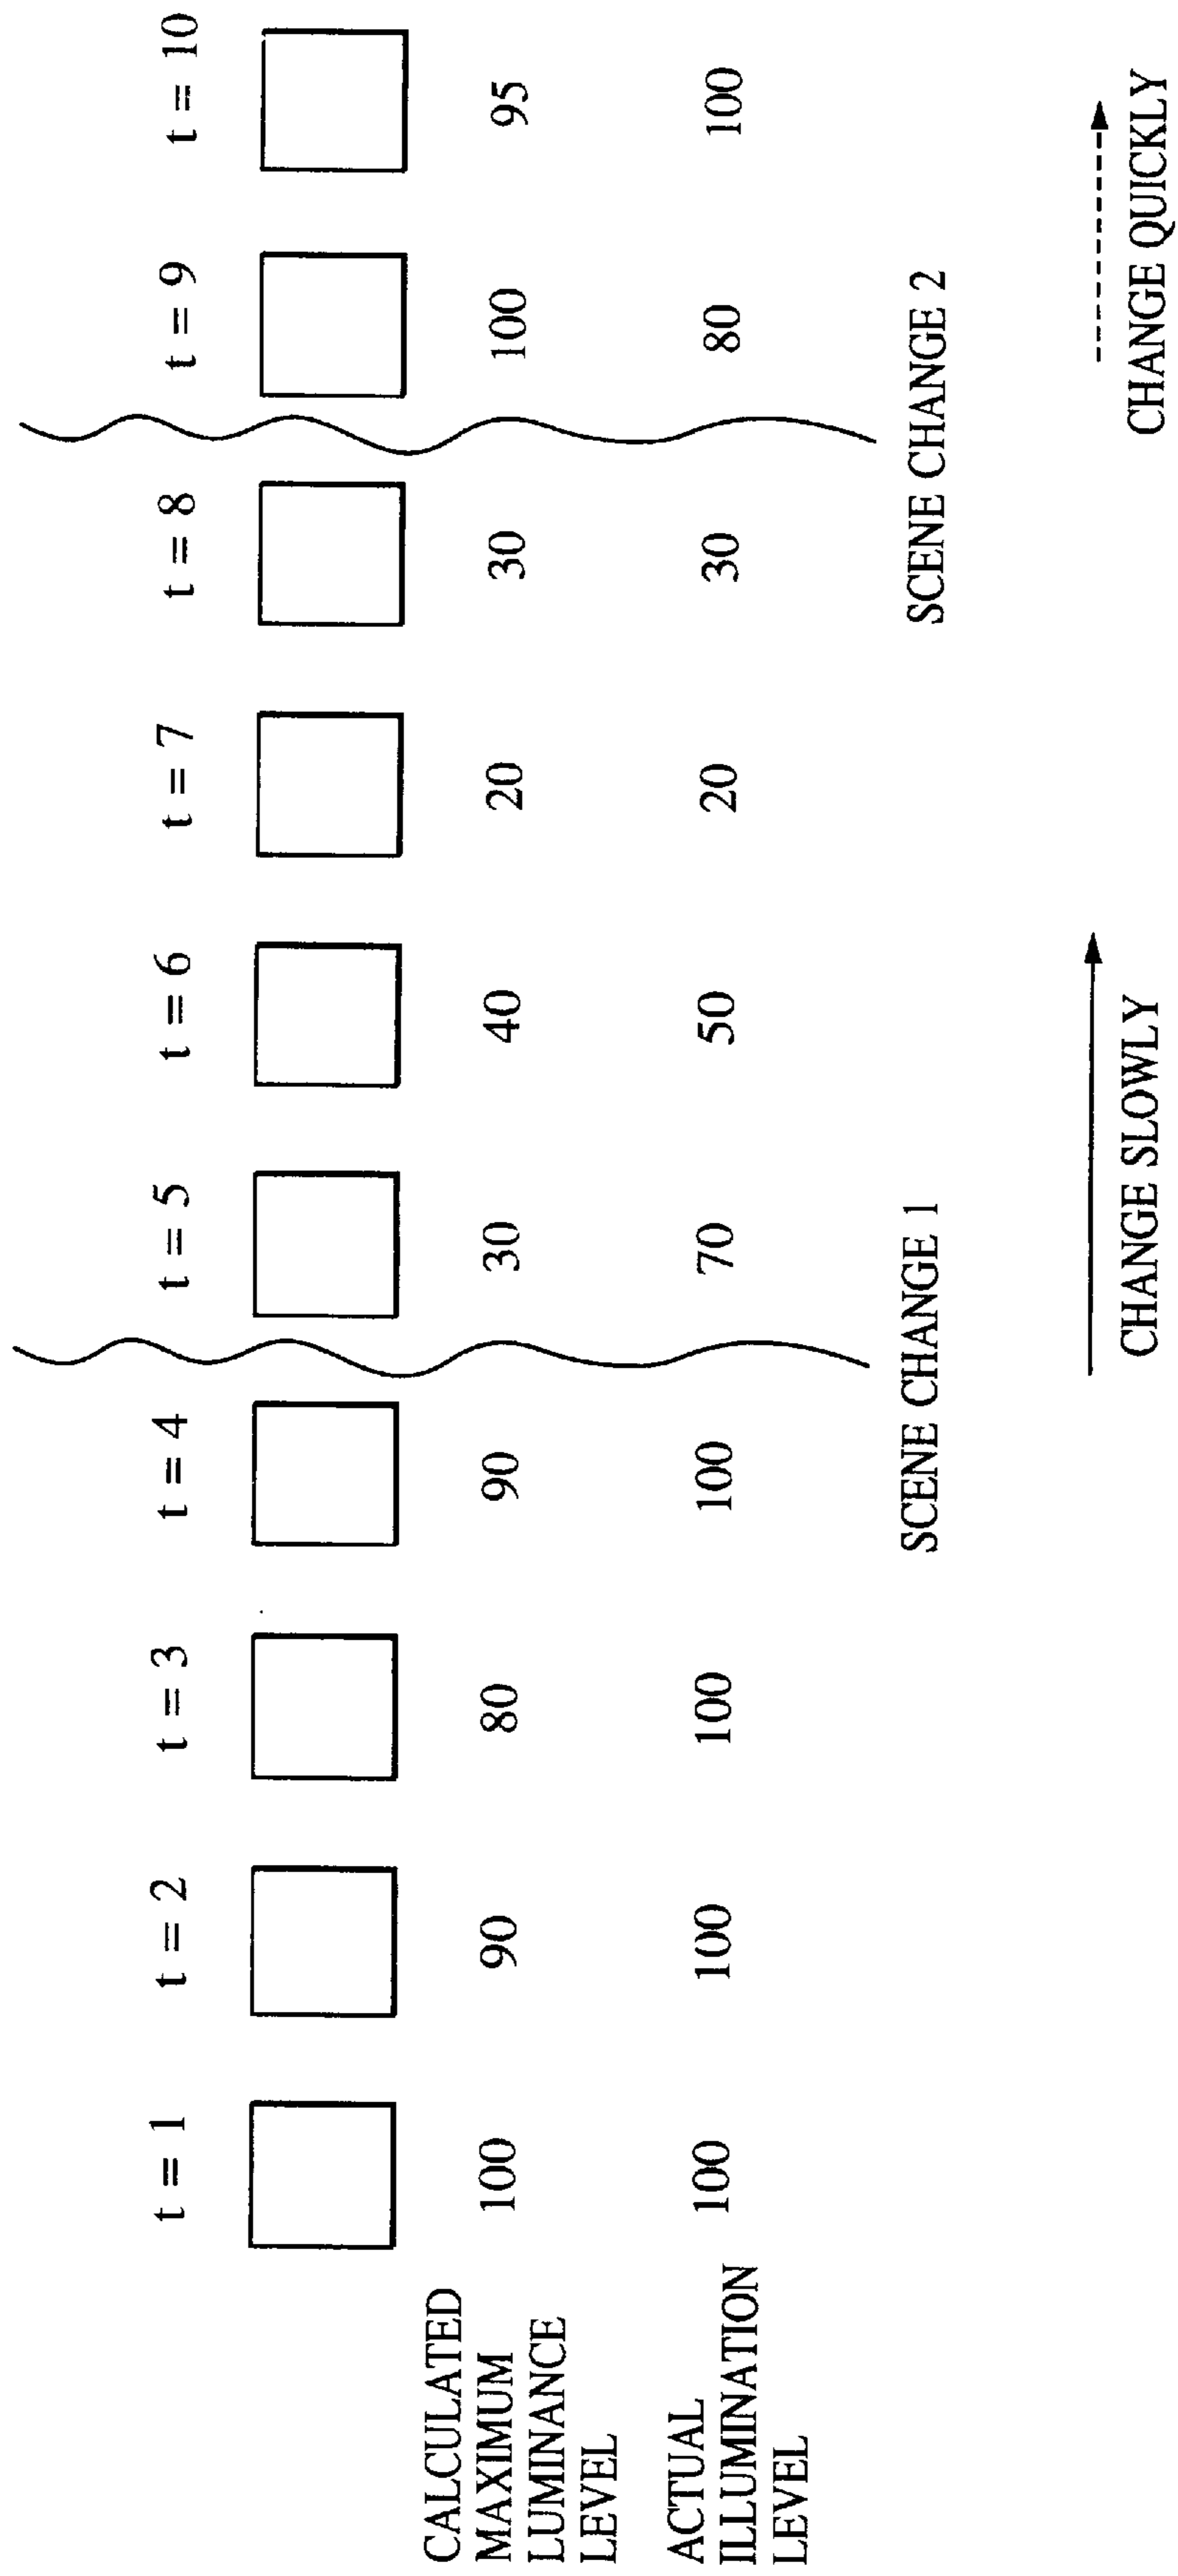 t = 1 t = 2 t = 3 t = 4 t = 5 t = 6 t = 7 t = 8 t = 9 t = 10
CALCULATED
MAXIMUM
LUMINANCE
LEVEL
100 90 80 90 30 40 20 30 100 95
ACTUAL
ILLUMINATION
LEVEL
100 100 100 100 70 50 20 30 80 100
SCENE CHANGE 1
SCENE CHANGE 2
CHANGE SLOWLY
CHANGE QUICKLY